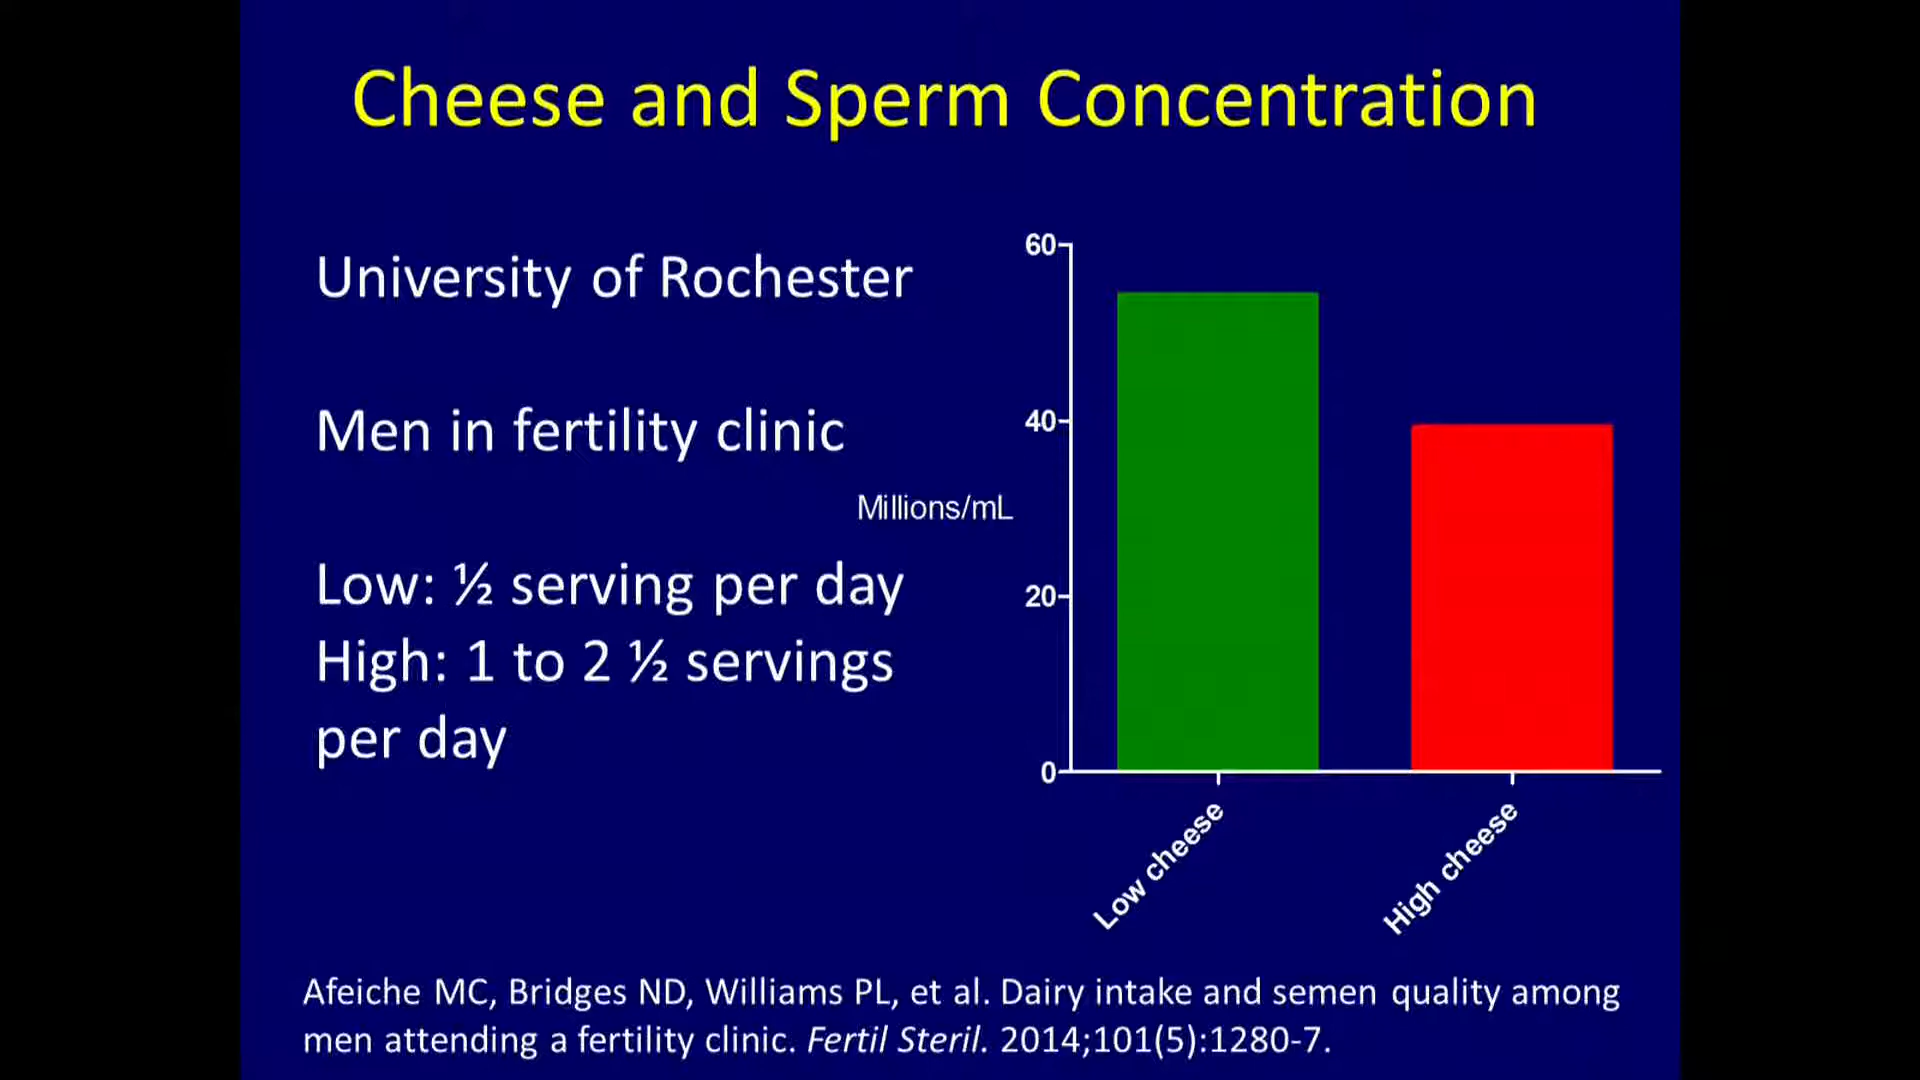 Cheese and Sperm Concentration
University of Rochester
Men in fertility clinic
Low: ½ serving per day
High: 1 to 2 ½ servings
per day
Millions/mL
60
40
20
0
Low cheese
High cheese
Afeiche MC, Bridges ND, Williams PL, et al. Dairy intake and semen quality among
men attending a fertility clinic. Fertil Steril. 2014;101(5):1280-7.